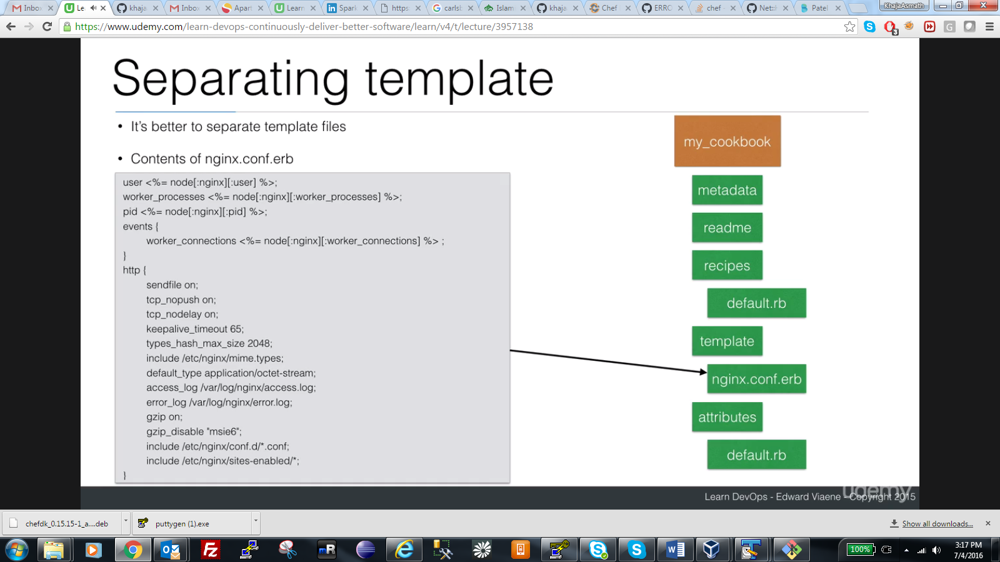 Inbox
Le
khaja
Inbox
Apart
Learn
Spark
https:
carlsb
Islam
khaja
Chef
ERRO
chef
Net::
Patel
KhajaAsmath
https://www.udemy.com/learn-devops-continuously-deliver-better-software/learn/v4/t/lecture/3957138
3
Separating template
• It's better to separate template files
• Contents of nginx.conf.erb
user <%= node[:nginx][:user] %>;
worker_processes <%= node[:nginx][:worker_processes] %>;
pid <%= node[:nginx][:pid] %>;
events {
worker_connections <%= node[:nginx][:worker_connections] %> ;
}
http {
sendfile on;
tcp_nopush on;
tcp_nodelay on;
keepalive_timeout 65;
types_hash_max_size 2048;
include /etc/nginx/mime.types;
default_type application/octet-stream;
access_log /var/log/nginx/access.log;
error_log /var/log/nginx/error.log;
gzip on;
gzip_disable "msie6";
include /etc/nginx/conf.d/*.conf;
include /etc/nginx/sites-enabled/*;
}
my_cookbook
metadata
readme
recipes
default.rb
template
nginx.conf.erb
attributes
default.rb
udemy
Learn DevOps - Edward Viaene - Copyright 2015
chefdk_0.15.15-1_a....deb
puttygen (1).exe
Show all downloads...
100%
3:17 PM
7/4/2016